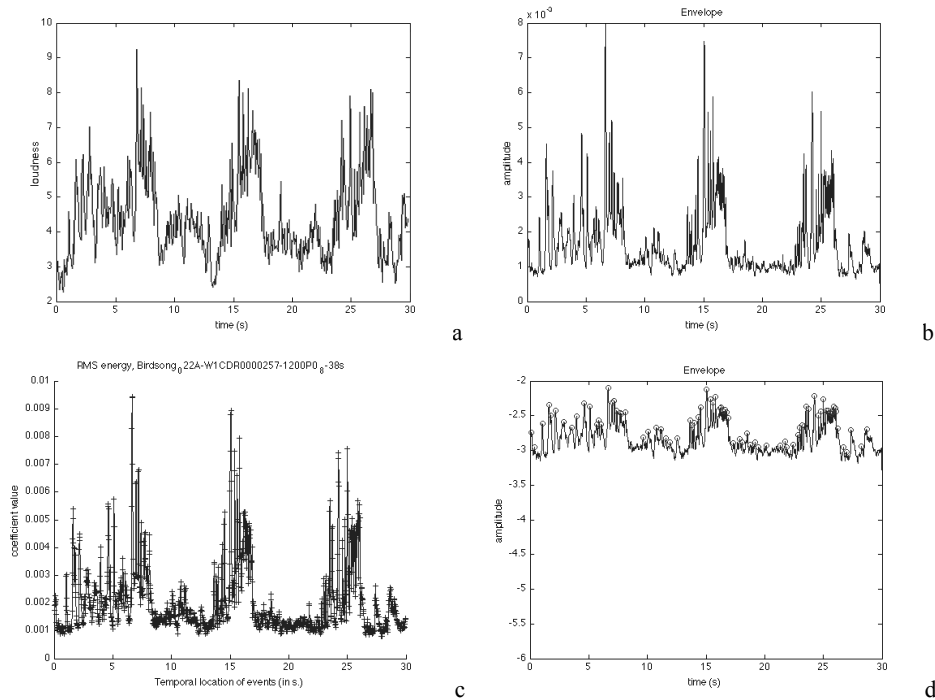 10
9
8
7
6
5
4
3
2
loudness
0 5 10 15 20 25 30
time (s)
a
x 10⁻³
Envelope
8
7
6
5
4
3
2
1
0
amplitude
0 5 10 15 20 25 30
time (s)
b
RMS energy, Birdsong₀22A-W1CDR0000257-1200P0₈-38s
0.01
0.009
0.008
0.007
0.006
0.005
0.004
0.003
0.002
0.001
0
coefficient value
0 5 10 15 20 25 30
Temporal location of events (in s.)
c
Envelope
-2
-2.5
-3
-3.5
-4
-4.5
-5
-5.5
-6
amplitude
0 5 10 15 20 25 30
time (s)
d